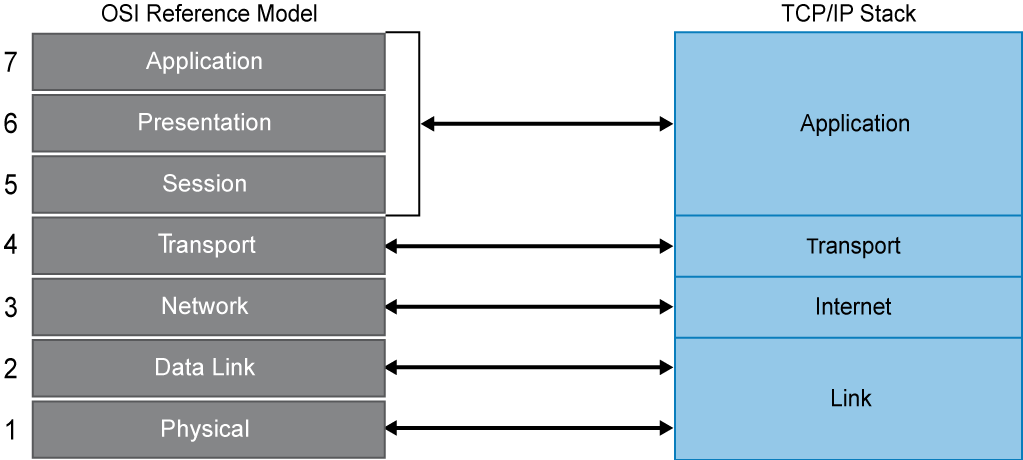 OSI Reference Model
TCP/IP Stack
7 Application
6 Presentation
5 Session
4 Transport
3 Network
2 Data Link
1 Physical
Application
Transport
Internet
Link